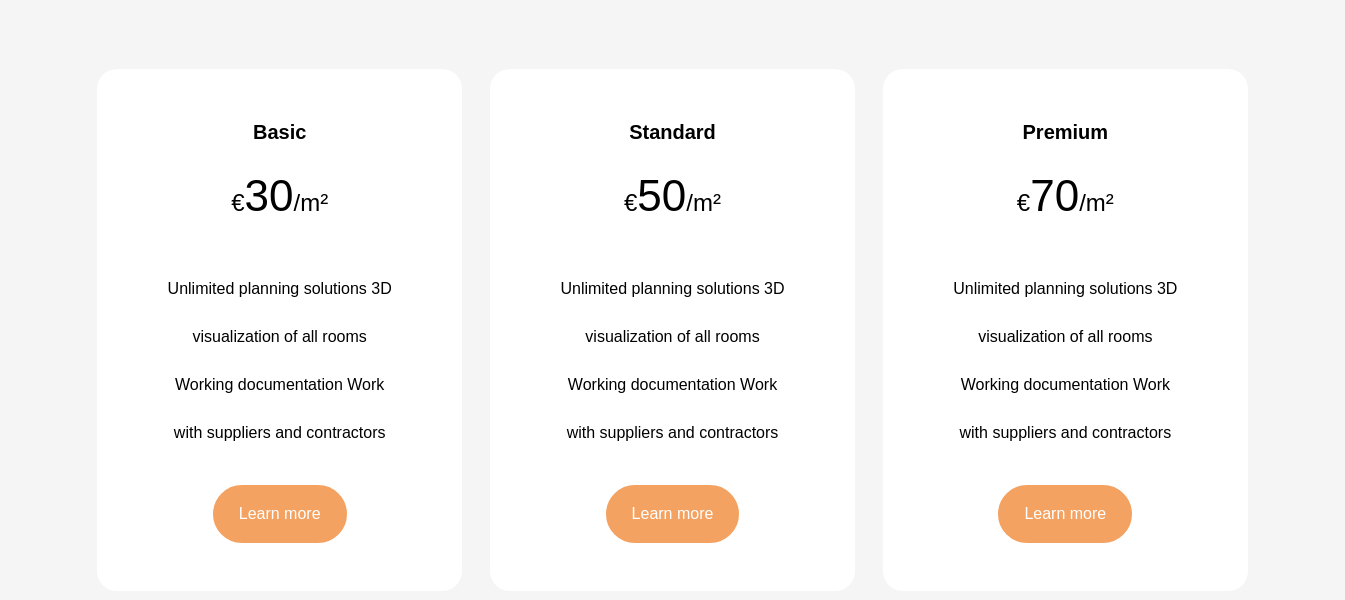 Basic
€30/m²
Unlimited planning solutions 3D
visualization of all rooms
Working documentation Work
with suppliers and contractors
Learn more
Standard
€50/m²
Unlimited planning solutions 3D
visualization of all rooms
Working documentation Work
with suppliers and contractors
Learn more
Premium
€70/m²
Unlimited planning solutions 3D
visualization of all rooms
Working documentation Work
with suppliers and contractors
Learn more